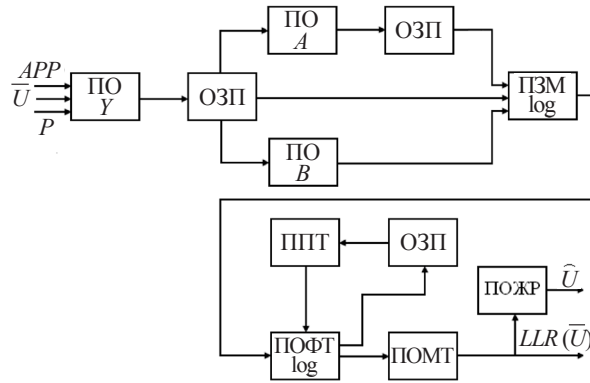 APP
U̅
P
ПО
Y
ОЗП
ПО
A
ОЗП
ПО
B
ПЗМ
log
ППТ
ОЗП
ПОФТ
log
ПОМТ
ПОЖР
Û
LLR (U̅)